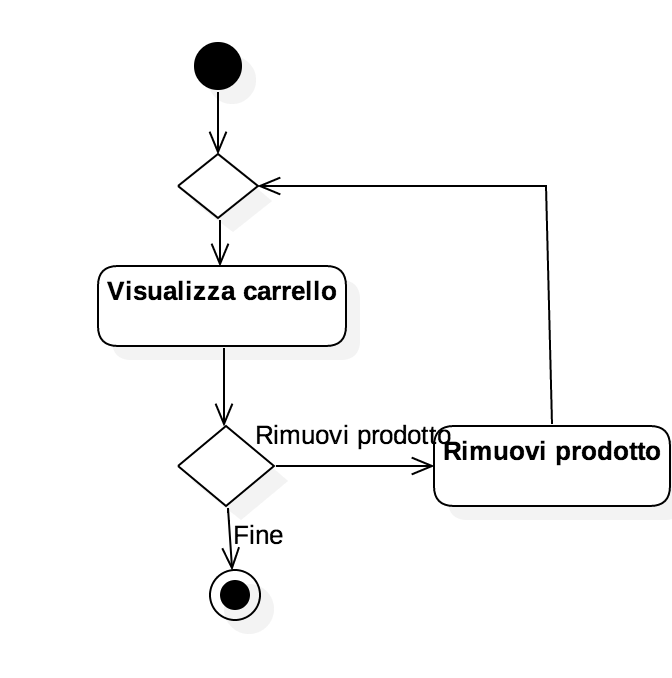 Visualizza carrello
Rimuovi prodotto
Rimuovi prodotto
Fine